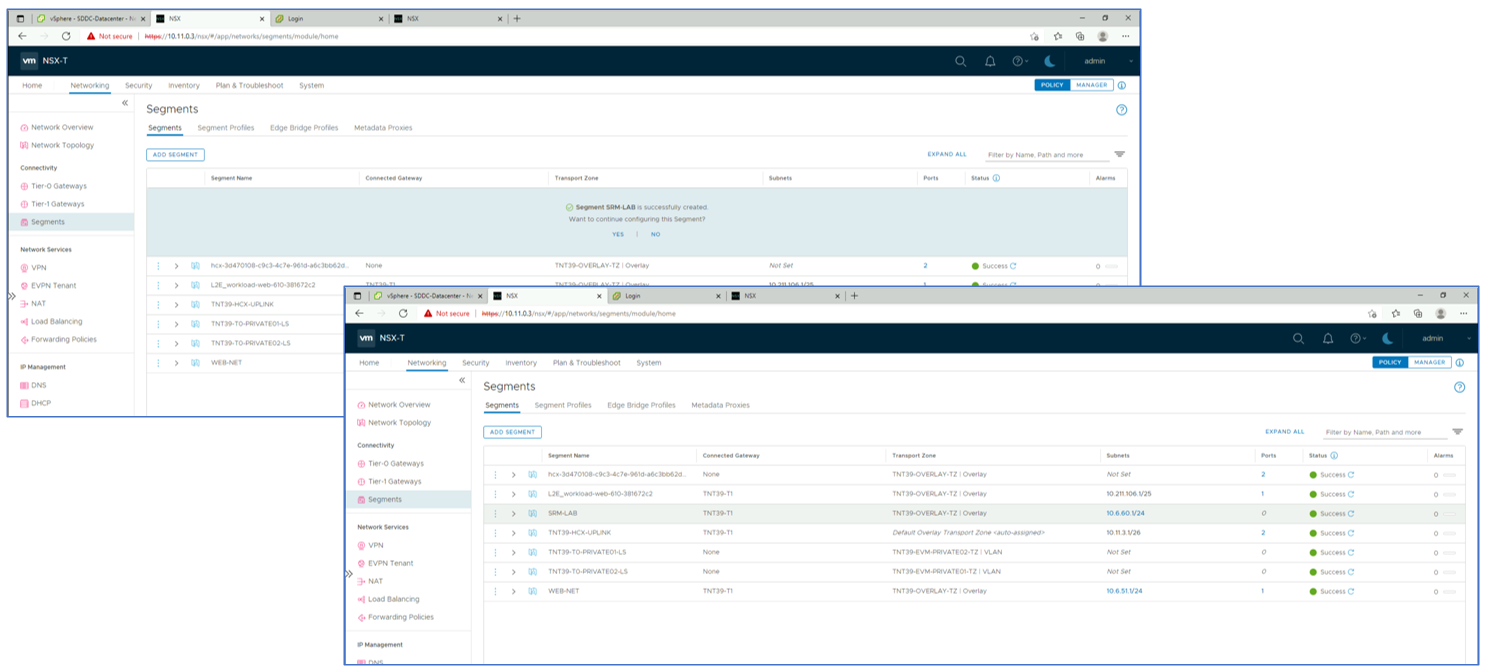 vSphere - SDDC-Datacenter - N
NSX
Login
NSX
Not secure https://10.11.0.3/nsx/#/app/networks/segments/module/home
vm NSX-T
admin
Home Networking Security Inventory Plan & Troubleshoot System
POLICY MANAGER
Network Overview
Network Topology
Connectivity
Tier-0 Gateways
Tier-1 Gateways
Segments
Network Services
VPN
EVPN Tenant
NAT
Load Balancing
Forwarding Policies
IP Management
DNS
DHCP
Segments
Segments Segment Profiles Edge Bridge Profiles Metadata Proxies
ADD SEGMENT EXPAND ALL Filter by Name, Path and more
Segment Name Connected Gateway Transport Zone Subnets Ports Status Alarms
Segment SRM-LAB is successfully created.
Want to continue configuring this Segment?
YES | NO
hcx-3d470108-c9c3-4c7e-961d-a6c3bb62d... None TNT39-OVERLAY-TZ | Overlay Not Set 2 Success 0
L2E_workload-web-610-381672c2 TNT39-T1 TNT39-OVERLAY-TZ | Overlay 10.211.106.1/25 1 Success 0
TNT39-HCX-UPLINK
TNT39-T0-PRIVATE01-LS
TNT39-T0-PRIVATE02-LS
WEB-NET
vSphere - SDDC-Datacenter - N
NSX
Login
NSX
Not secure https://10.11.0.3/nsx/#/app/networks/segments/module/home
vm NSX-T
admin
Home Networking Security Inventory Plan & Troubleshoot System
POLICY MANAGER
Network Overview
Network Topology
Connectivity
Tier-0 Gateways
Tier-1 Gateways
Segments
Network Services
VPN
EVPN Tenant
NAT
Load Balancing
Forwarding Policies
IP Management
DNS
Segments
Segments Segment Profiles Edge Bridge Profiles Metadata Proxies
ADD SEGMENT EXPAND ALL Filter by Name, Path and more
Segment Name Connected Gateway Transport Zone Subnets Ports Status Alarms
hcx-3d470108-c9c3-4c7e-961d-a6c3bb62d... None TNT39-OVERLAY-TZ | Overlay Not Set 2 Success 0
L2E_workload-web-610-381672c2 TNT39-T1 TNT39-OVERLAY-TZ | Overlay 10.211.106.1/25 1 Success 0
SRM-LAB TNT39-T1 TNT39-OVERLAY-TZ | Overlay 10.6.60.1/24 0 Success 0
TNT39-HCX-UPLINK TNT39-T1 Default Overlay Transport Zone <auto-assigned> 10.11.3.1/26 2 Success 0
TNT39-T0-PRIVATE01-LS None TNT39-EVM-PRIVATE02-TZ | VLAN Not Set 0 Success 0
TNT39-T0-PRIVATE02-LS None TNT39-EVM-PRIVATE01-TZ | VLAN Not Set 0 Success 0
WEB-NET TNT39-T1 TNT39-OVERLAY-TZ | Overlay 10.6.51.1/24 1 Success 0